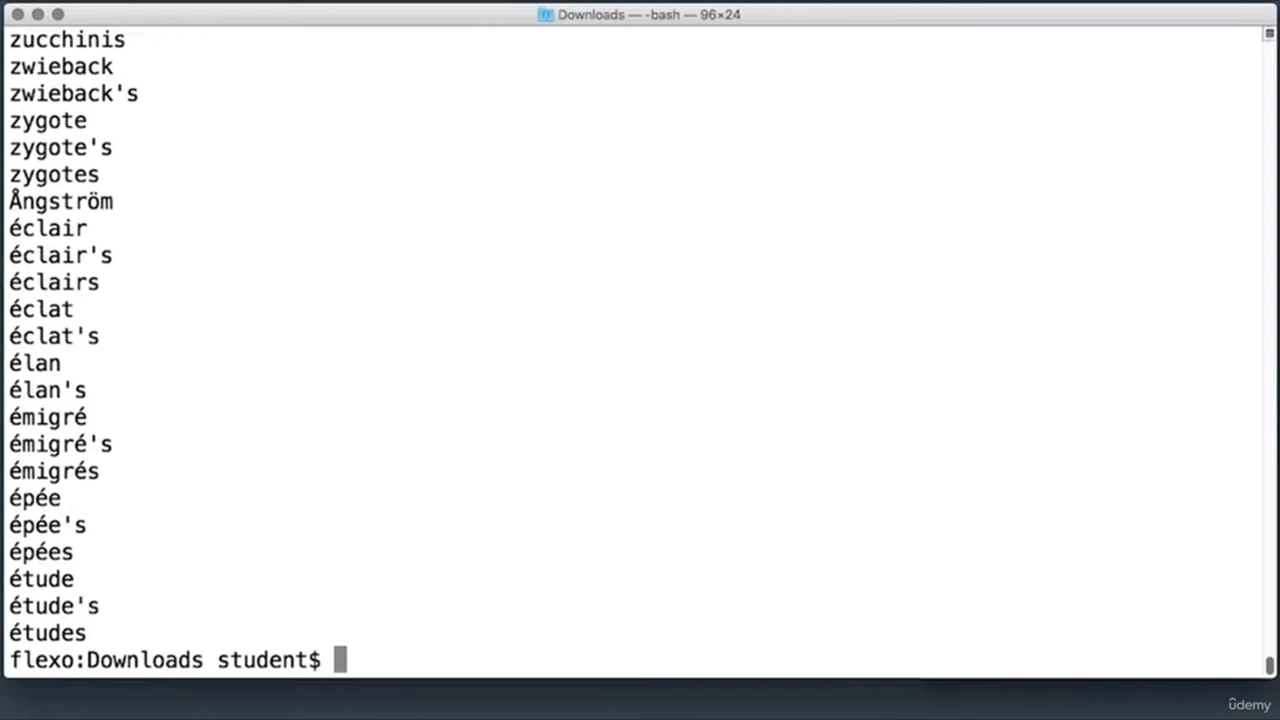 Downloads — -bash — 96×24
zucchinis
zwieback
zwieback's
zygote
zygote's
zygotes
Ångström
éclair
éclair's
éclairs
éclat
éclat's
élan
élan's
émigré
émigré's
émigrés
épée
épée's
épées
étude
étude's
études
flexo:Downloads student$
ûdemy